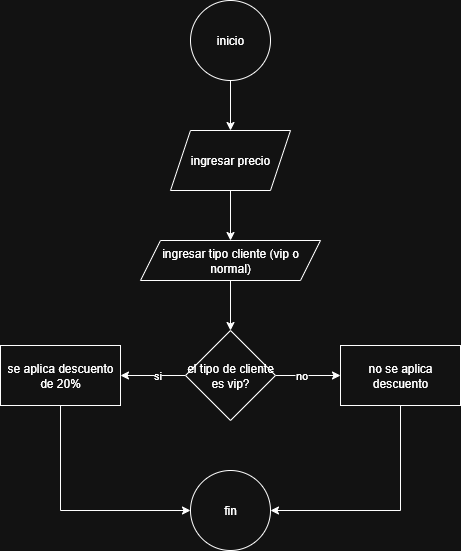 inicio
ingresar precio
ingresar tipo cliente (vip o
normal)
el tipo de cliente
es vip?
si
no
se aplica descuento
de 20%
no se aplica
descuento
fin